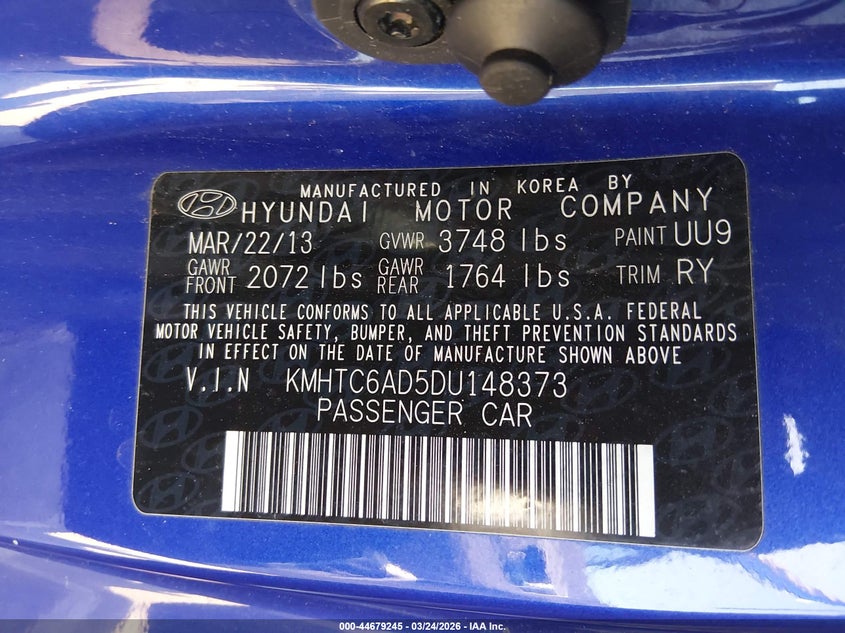 MANUFACTURED IN KOREA BY
HYUNDAI MOTOR COMPANY
MAR/22/13 GVWR 3748 lbs PAINT UU9
GAWR FRONT 2072 lbs GAWR REAR 1764 lbs TRIM RY
THIS VEHICLE CONFORMS TO ALL APPLICABLE U.S.A. FEDERAL
MOTOR VEHICLE SAFETY, BUMPER, AND THEFT PREVENTION STANDARDS
IN EFFECT ON THE DATE OF MANUFACTURE SHOWN ABOVE
V.I.N KMHTC6AD5DU148373
PASSENGER CAR
000-44679245 - 03/24/2026 - IAA Inc.